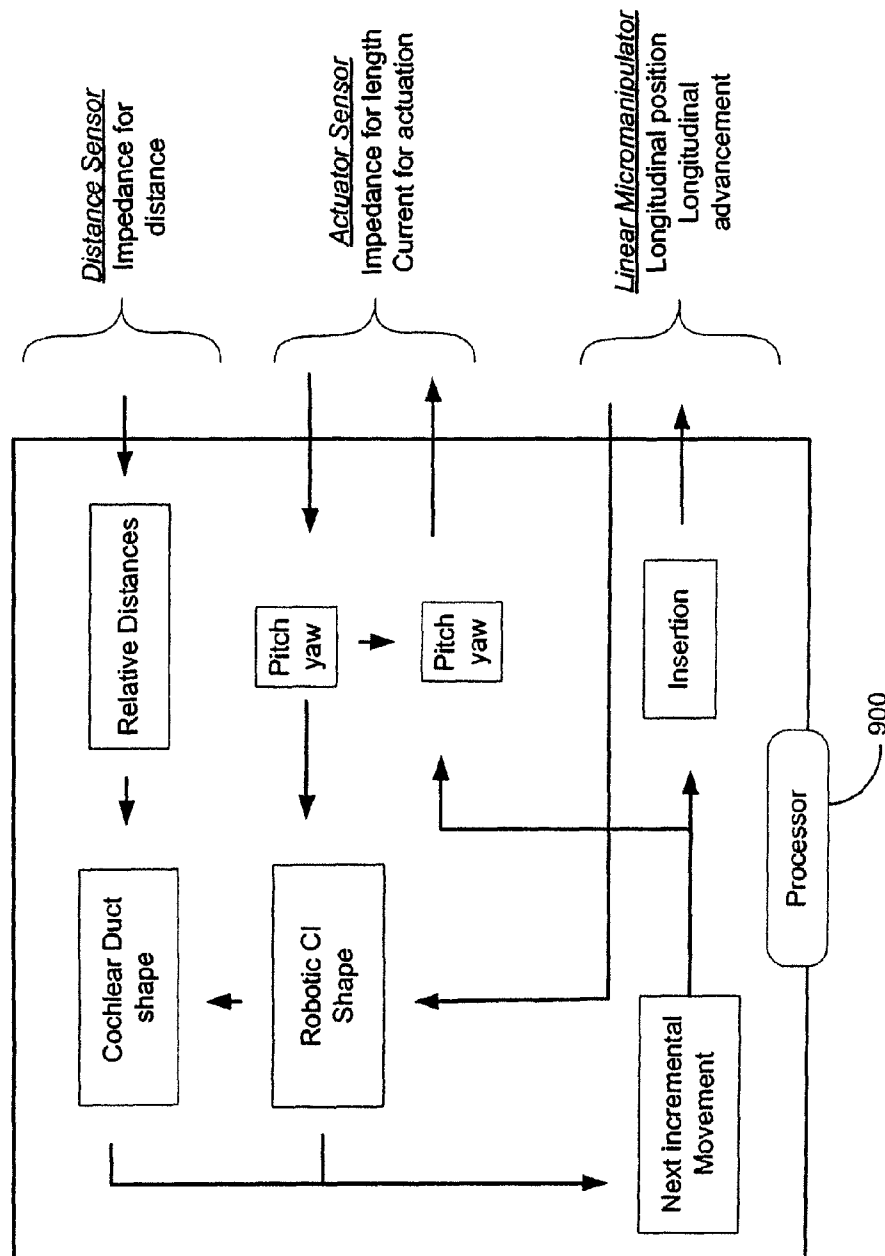 Distance Sensor
Impedance for
distance
Actuator Sensor
Impedance for length
Current for actuation
Linear Micromanipulator
Longitudinal position
Longitudinal
advancement
Relative Distances
Pitch
yaw
Pitch
yaw
Insertion
Cochlear Duct
shape
Robotic CI
Shape
Next incremental
Movement
Processor
900